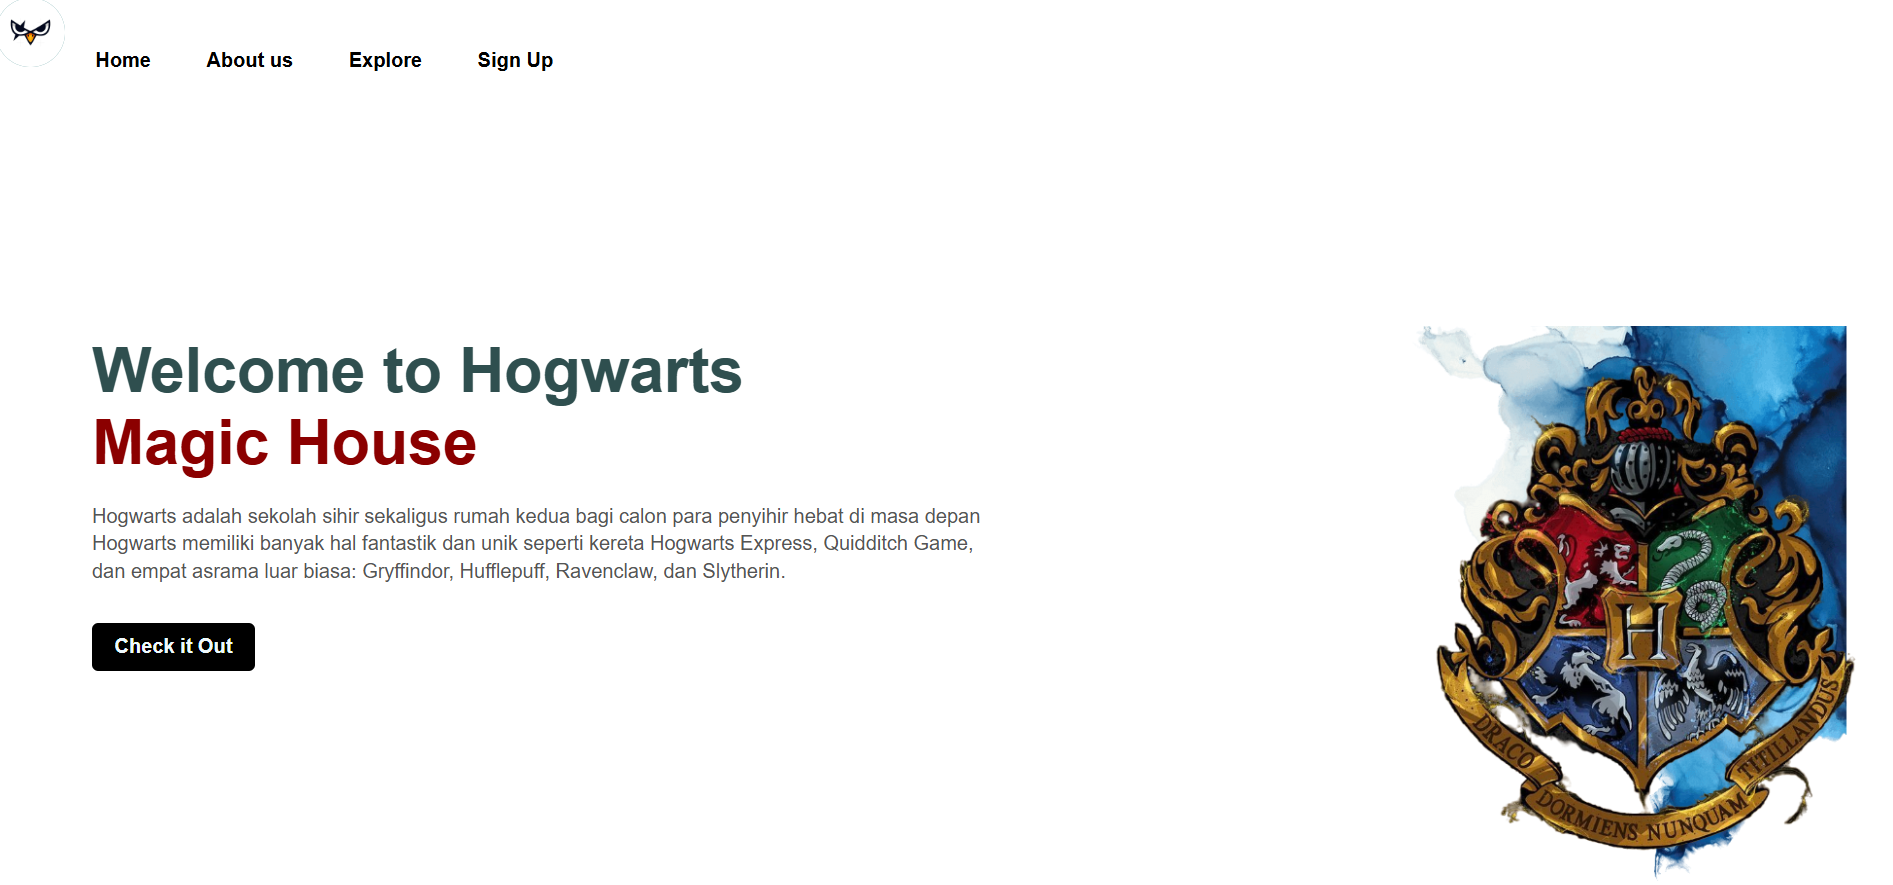 Home About us Explore Sign Up
Welcome to Hogwarts
Magic House
Hogwarts adalah sekolah sihir sekaligus rumah kedua bagi calon para penyihir hebat di masa depan
Hogwarts memiliki banyak hal fantastik dan unik seperti kereta Hogwarts Express, Quidditch Game,
dan empat asrama luar biasa: Gryffindor, Hufflepuff, Ravenclaw, dan Slytherin.
Check it Out
H
DRACO
DORMIENS NUNQUAM
TITILLANDUS